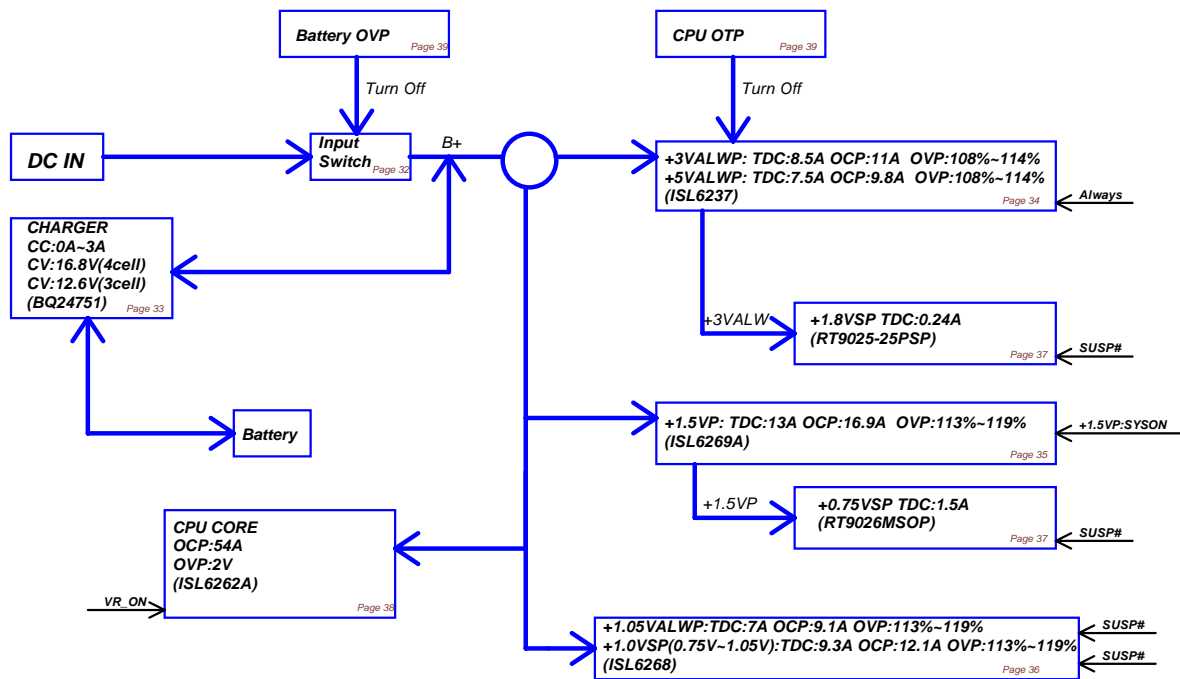 Battery OVP
Page 39
CPU OTP
Page 39
Turn Off
Turn Off
DC IN
Input
Switch
Page 32
B+
+3VALWP: TDC:8.5A OCP:11A OVP:108%~114%
+5VALWP: TDC:7.5A OCP:9.8A OVP:108%~114%
(ISL6237)
Page 34
Always
CHARGER
CC:0A~3A
CV:16.8V(4cell)
CV:12.6V(3cell)
(BQ24751)
Page 33
+3VALW
+1.8VSP TDC:0.24A
(RT9025-25PSP)
Page 37
SUSP#
Battery
+1.5VP: TDC:13A OCP:16.9A OVP:113%~119%
(ISL6269A)
Page 35
+1.5VP:SYSON
+1.5VP
+0.75VSP TDC:1.5A
(RT9026MSOP)
Page 37
SUSP#
CPU CORE
OCP:54A
OVP:2V
(ISL6262A)
Page 38
VR_ON
+1.05VALWP:TDC:7A OCP:9.1A OVP:113%~119%
+1.0VSP(0.75V~1.05V):TDC:9.3A OCP:12.1A OVP:113%~119%
(ISL6268)
Page 36
SUSP#
SUSP#